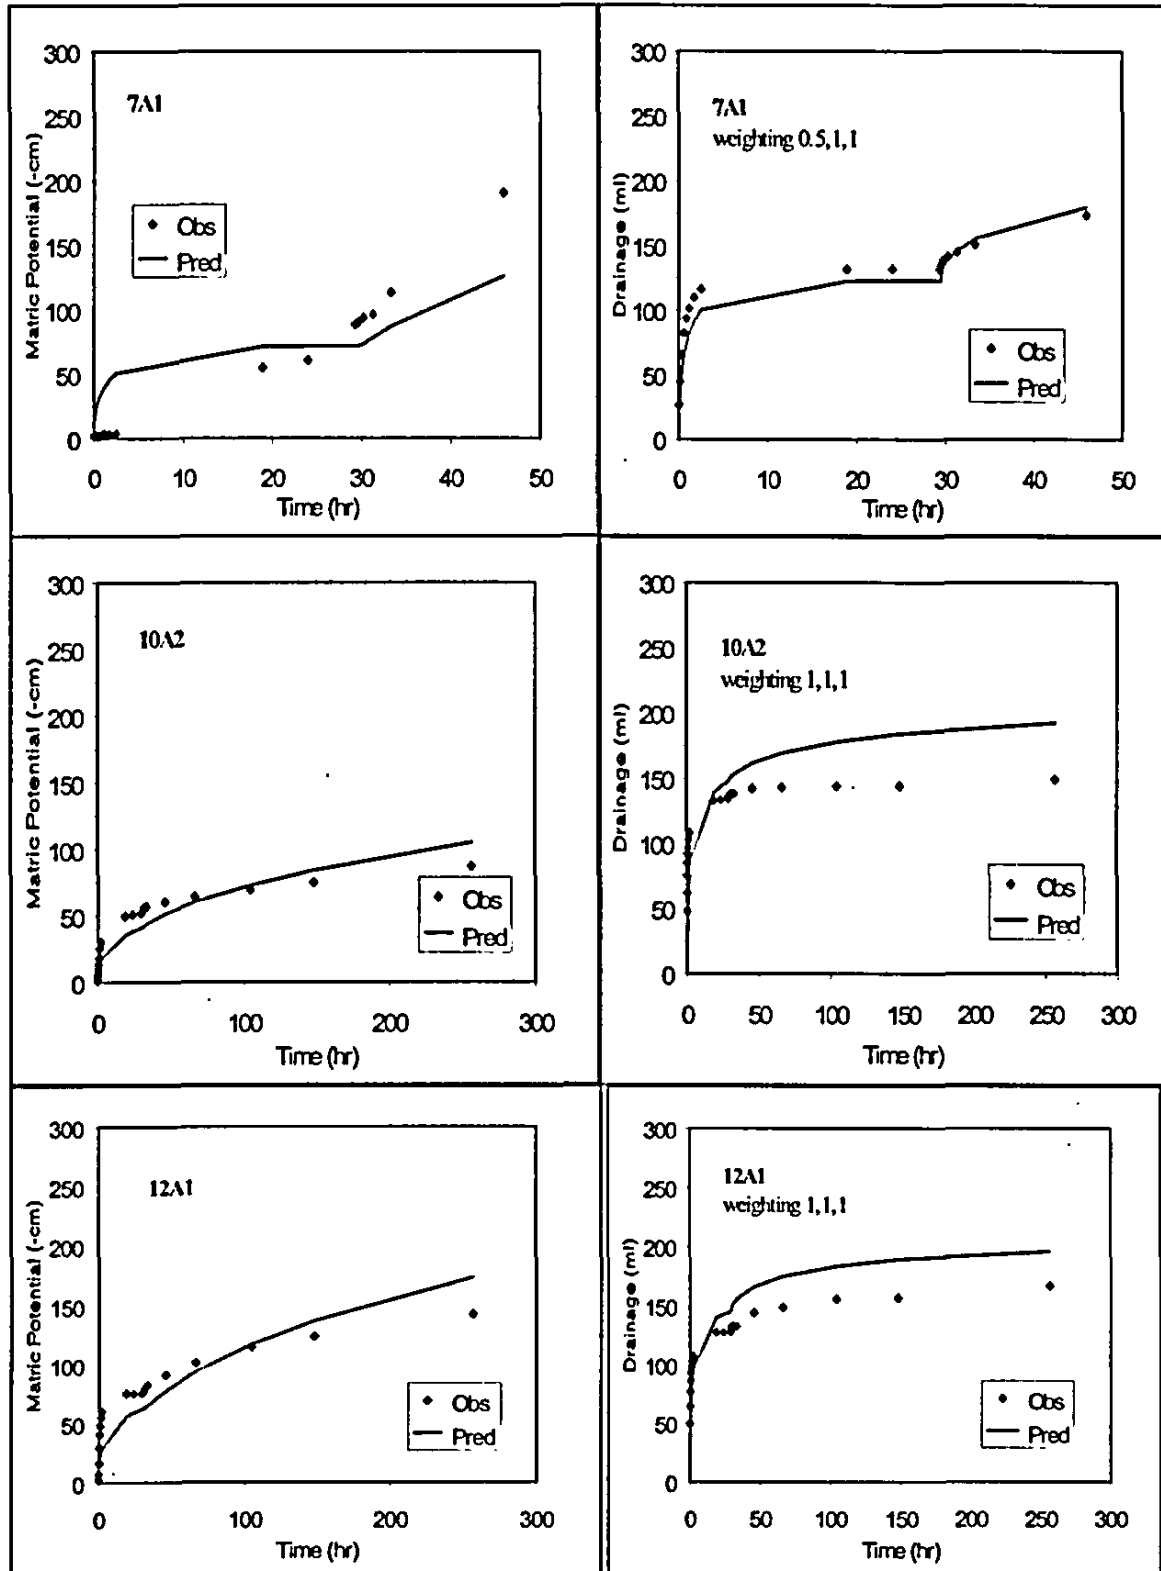 300
250
200
150
100
50
0
Matric Potential (-cm)
7A1
Obs
Pred
0 10 20 30 40 50
Time (hr)
300
250
200
150
100
50
0
Drainage (ml)
7A1
weighting 0.5,1,1
Obs
Pred
0 10 20 30 40 50
Time (hr)
300
250
200
150
100
50
0
Matric Potential (-cm)
10A2
Obs
Pred
0 100 200 300
Time (hr)
300
250
200
150
100
50
0
Drainage (ml)
10A2
weighting 1,1,1
Obs
Pred
0 50 100 150 200 250 300
Time (hr)
300
250
200
150
100
50
0
Matric Potential (-cm)
12A1
Obs
Pred
0 100 200 300
Time (hr)
300
250
200
150
100
50
0
Drainage (ml)
12A1
weighting 1,1,1
Obs
Pred
0 50 100 150 200 250 300
Time (hr)